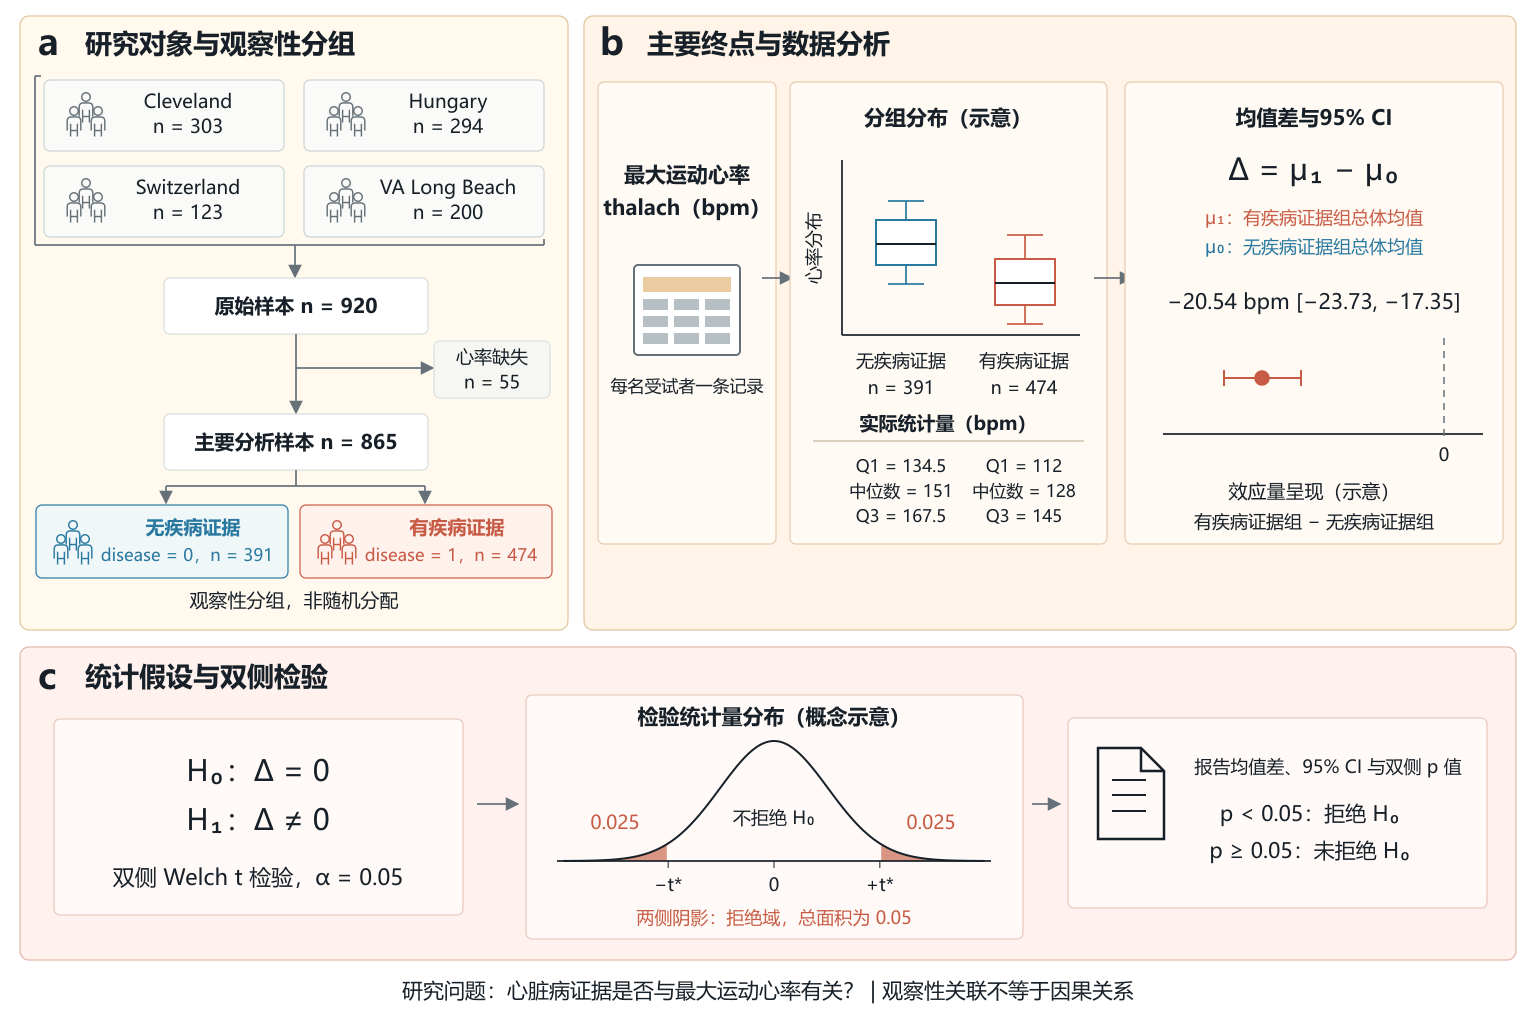 a 研究对象与观察性分组
Cleveland
n = 303
Hungary
n = 294
Switzerland
n = 123
VA Long Beach
n = 200
原始样本 n = 920
心率缺失
n = 55
主要分析样本 n = 865
无疾病证据
disease = 0，n = 391
有疾病证据
disease = 1，n = 474
观察性分组，非随机分配
b 主要终点与数据分析
最大运动心率
thalach（bpm）
每名受试者一条记录
分组分布（示意）
心率分布
无疾病证据
n = 391
有疾病证据
n = 474
实际统计量（bpm）
Q1 = 134.5
Q1 = 112
中位数 = 151
中位数 = 128
Q3 = 167.5
Q3 = 145
均值差与95% CI
Δ = μ₁ − μ₀
μ₁：有疾病证据组总体均值
μ₀：无疾病证据组总体均值
−20.54 bpm [−23.73, −17.35]
0
效应量呈现（示意）
有疾病证据组 − 无疾病证据组
c 统计假设与双侧检验
H₀：Δ = 0
H₁：Δ ≠ 0
双侧 Welch t 检验，α = 0.05
检验统计量分布（概念示意）
0.025
不拒绝 H₀
0.025
−t*
0
+t*
两侧阴影：拒绝域，总面积为 0.05
报告均值差、95% CI 与双侧 p 值
p < 0.05：拒绝 H₀
p ≥ 0.05：未拒绝 H₀
研究问题：心脏病证据是否与最大运动心率有关？ | 观察性关联不等于因果关系